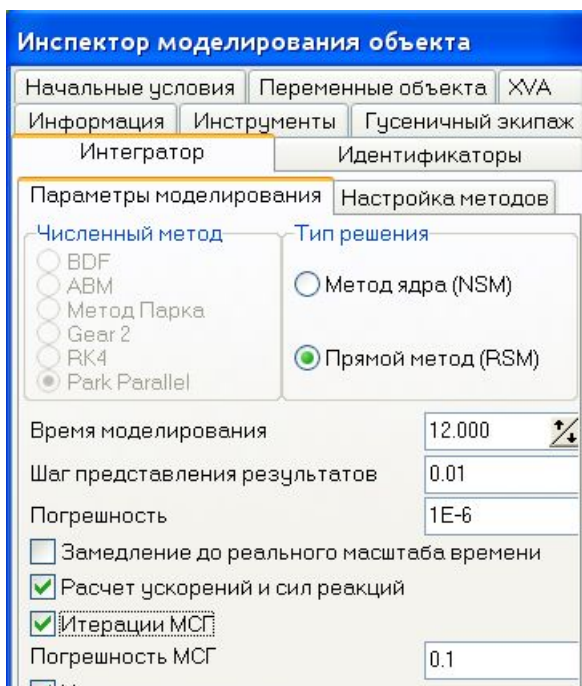 Инспектор моделирования объекта
Начальные условия Переменные объекта XVA
Информация Инструменты Гусеничный экипаж
Интегратор Идентификаторы
Параметры моделирования Настройка методов
Численный метод Тип решения
BDF
ABM
Метод ядра (NSM)
Метод Парка
Gear 2
RK4
Прямой метод (RSM)
Park Parallel
Время моделирования 12.000
Шаг представления результатов 0.01
Погрешность 1E-6
Замедление до реального масштаба времени
Расчет ускорений и сил реакций
Итерации МСГ
Погрешность МСГ 0.1